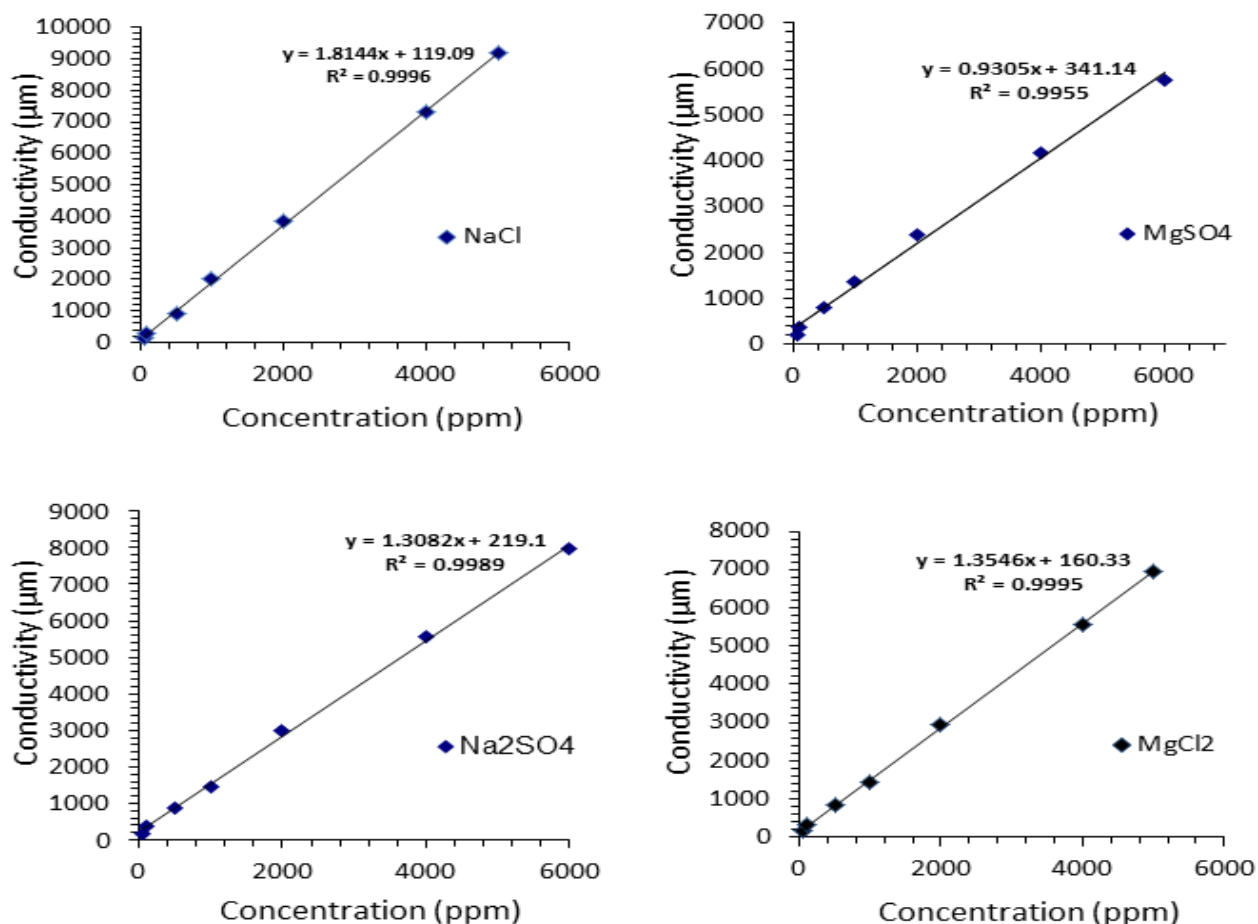 Conductivity (µm)
10000
9000
8000
7000
6000
5000
4000
3000
2000
1000
0
y = 1.8144x + 119.09
R² = 0.9996
NaCl
0 2000 4000 6000
Concentration (ppm)
Conductivity (µm)
7000
6000
5000
4000
3000
2000
1000
0
y = 0.9305x + 341.14
R² = 0.9955
MgSO4
0 2000 4000 6000
Concentration (ppm)
Conductivity (µm)
9000
8000
7000
6000
5000
4000
3000
2000
1000
0
y = 1.3082x + 219.1
R² = 0.9989
Na2SO4
0 2000 4000 6000
Concentration (ppm)
Conductivity (µm)
8000
7000
6000
5000
4000
3000
2000
1000
0
y = 1.3546x + 160.33
R² = 0.9995
MgCl2
0 2000 4000 6000
Concentration (ppm)